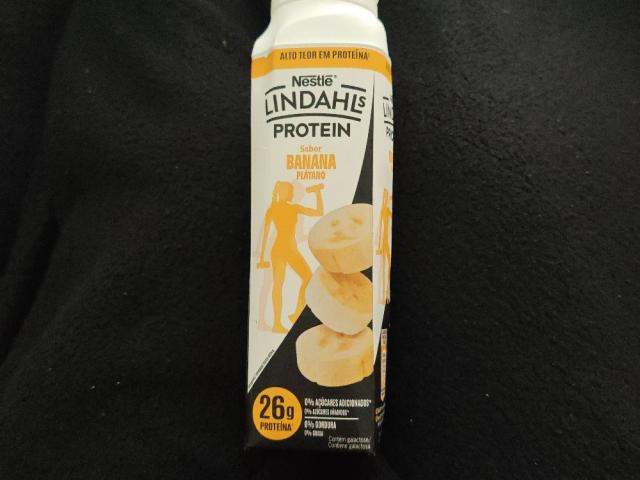 ALTO TEOR EM PROTEÍNA
Nestlé
LINDAHLS
PROTEIN
Sabor
BANANA
PLÁTANO
26g
PROTEÍNA
0% AÇÚCARES ADICIONADOS**
0% AZÚCARES AÑADIDOS**
0% GORDURA
0% GRASA
Contém galactose/
Contiene galactosa